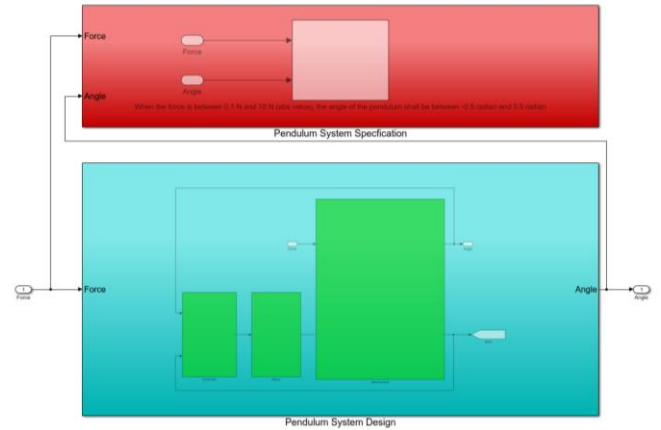 Force
Force
Angle
Angle
When the force is between 0.1 N and 10 N (abs value), the angle of the pendulum shall be between -0.5 radian and 0.5 radian
Pendulum System Specfication
1
Force
Force
Angle
1
Angle
Pendulum System Design